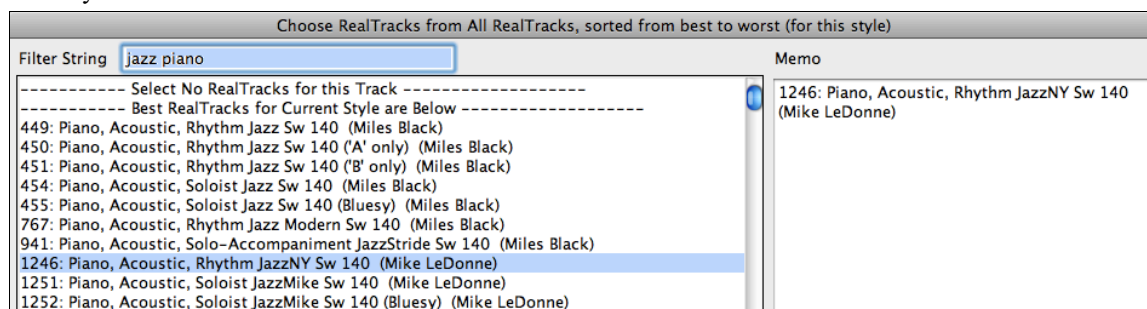 Choose RealTracks from All RealTracks, sorted from best to worst (for this style)
Filter String jazz piano
Memo
----------- Select No RealTracks for this Track -------------------
----------- Best RealTracks for Current Style are Below -------------------
449: Piano, Acoustic, Rhythm Jazz Sw 140 (Miles Black)
450: Piano, Acoustic, Rhythm Jazz Sw 140 ('A' only) (Miles Black)
451: Piano, Acoustic, Rhythm Jazz Sw 140 ('B' only) (Miles Black)
454: Piano, Acoustic, Soloist Jazz Sw 140 (Miles Black)
455: Piano, Acoustic, Soloist Jazz Sw 140 (Bluesy) (Miles Black)
767: Piano, Acoustic, Rhythm Jazz Modern Sw 140 (Miles Black)
941: Piano, Acoustic, Solo-Accompaniment JazzStride Sw 140 (Miles Black)
1246: Piano, Acoustic, Rhythm JazzNY Sw 140 (Mike LeDonne)
1251: Piano, Acoustic, Soloist JazzMike Sw 140 (Mike LeDonne)
1252: Piano, Acoustic, Soloist JazzMike Sw 140 (Bluesy) (Mike LeDonne)
1246: Piano, Acoustic, Rhythm JazzNY Sw 140
(Mike LeDonne)